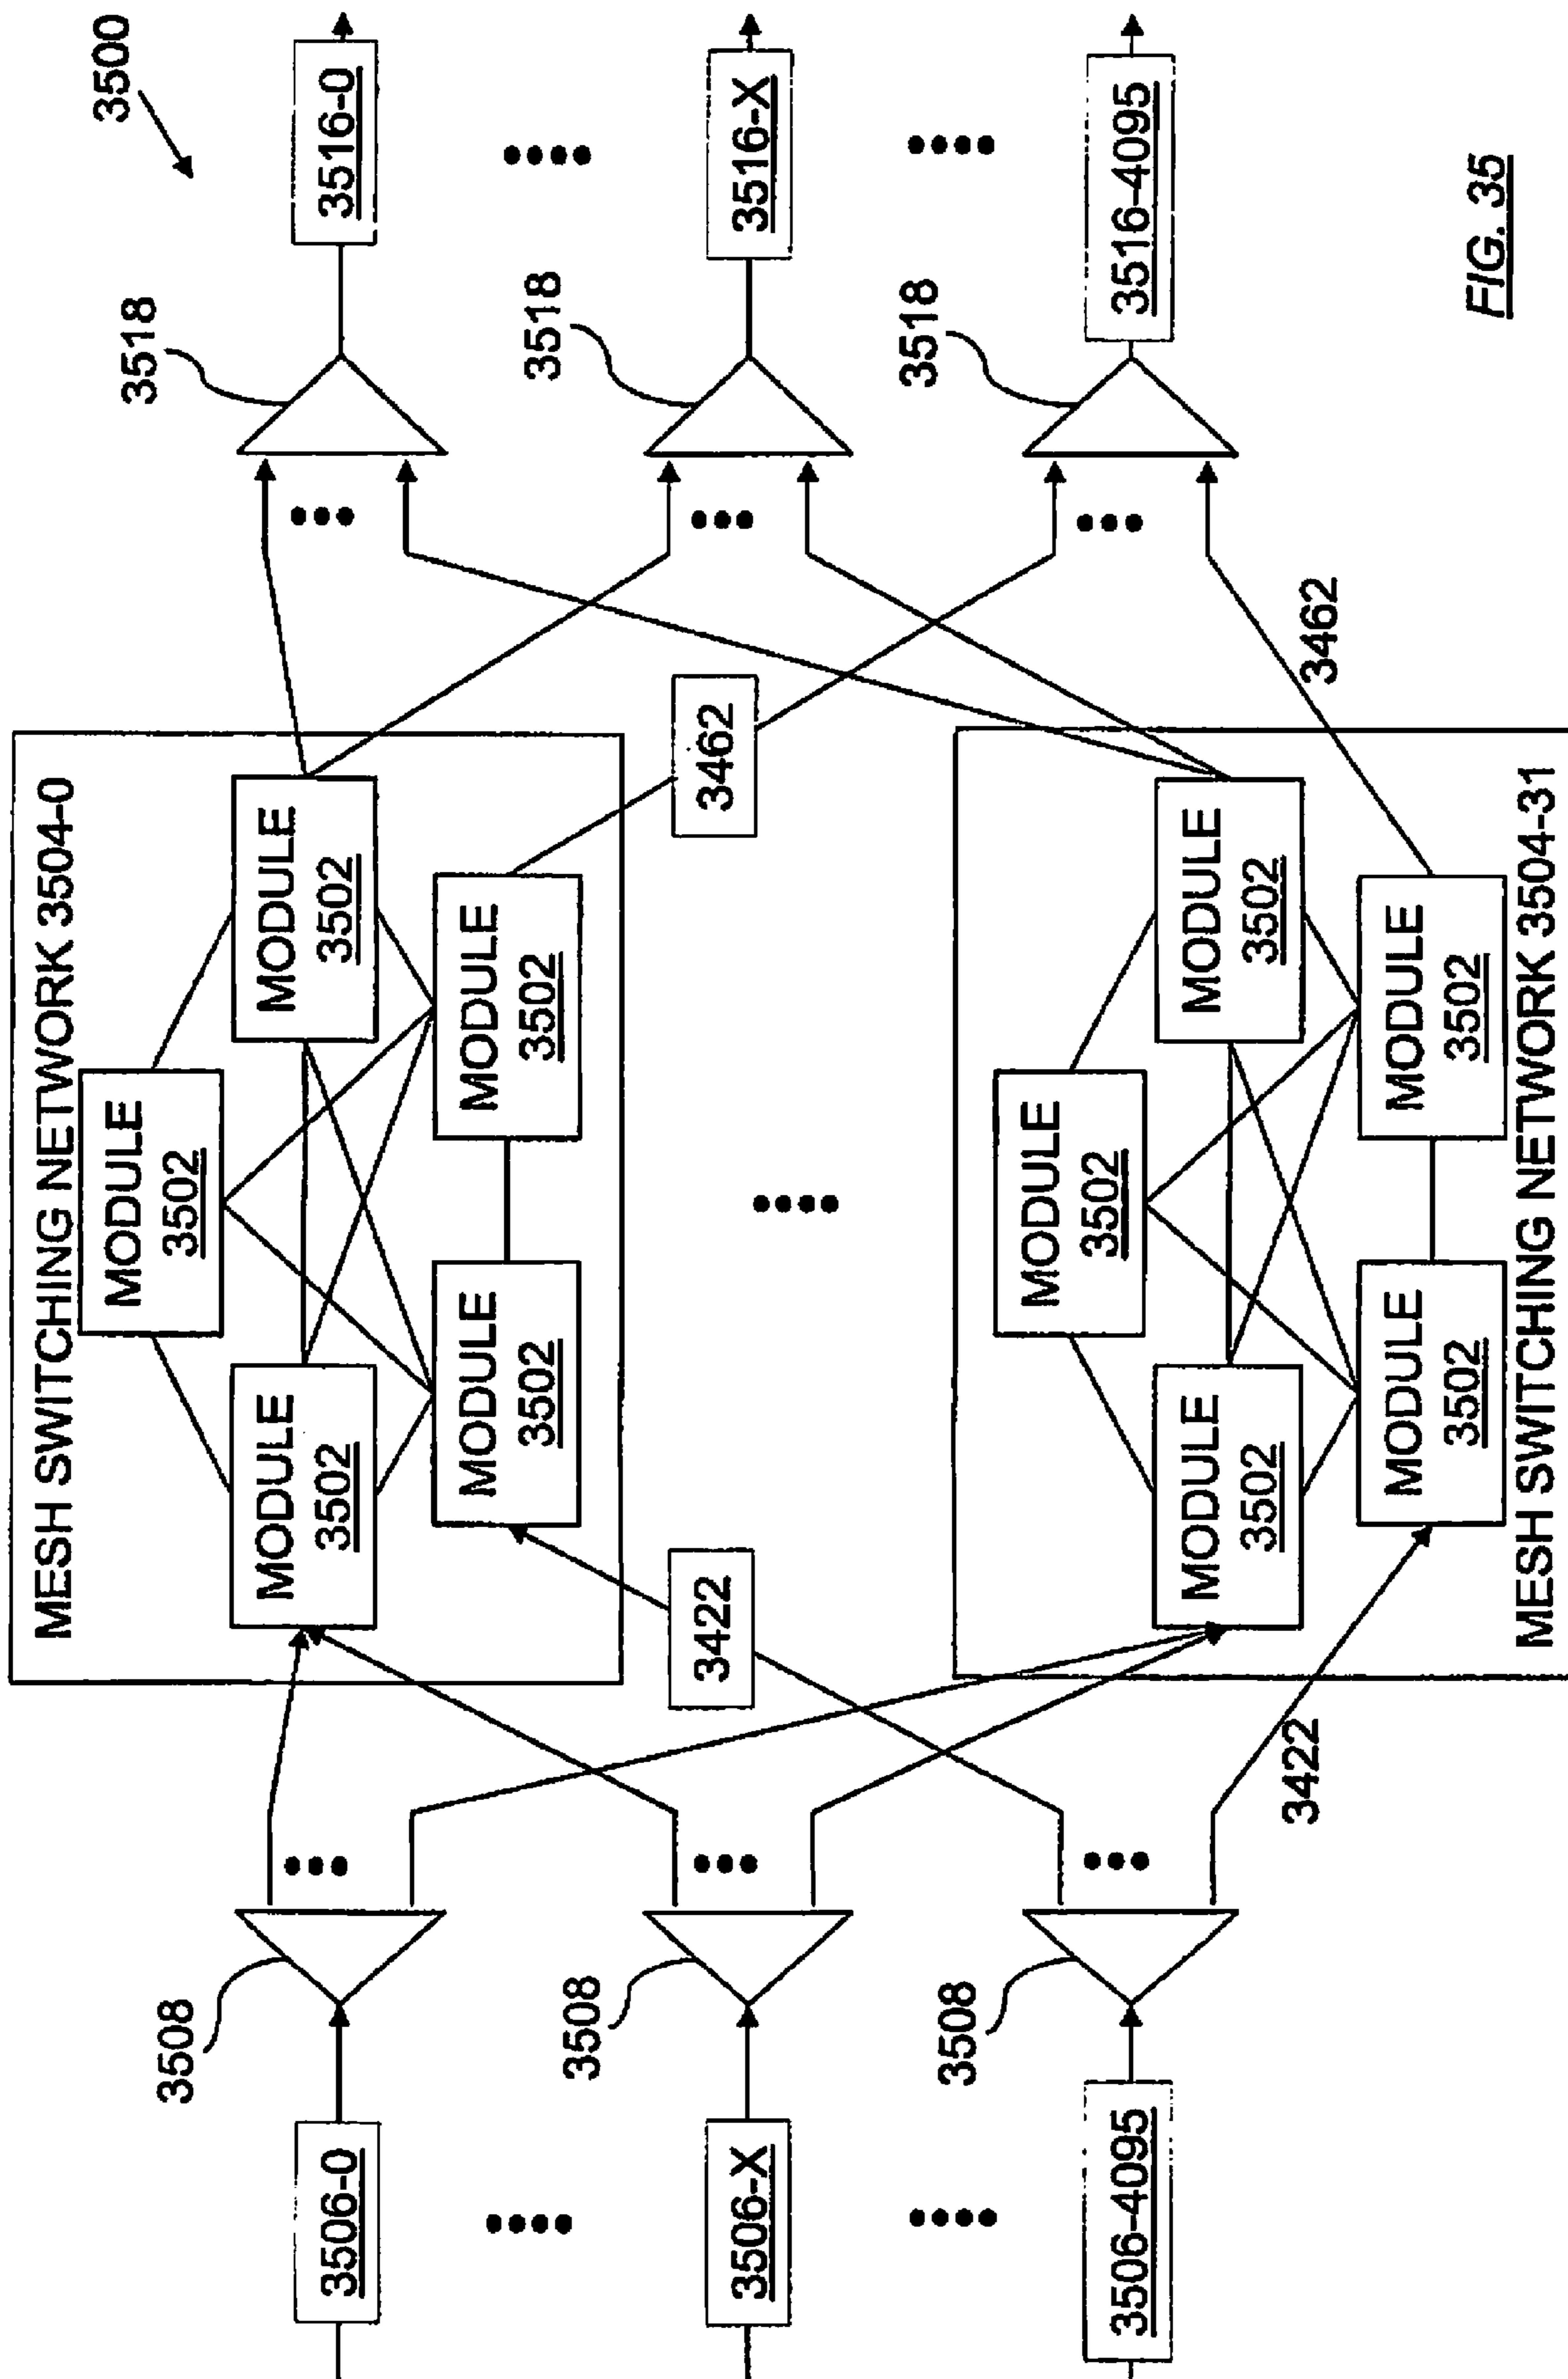 3500
3506-0
3508
MESH SWITCHING NETWORK 3504-0
MODULE
3502
MODULE
3502
MODULE
3502
MODULE
3502
MODULE
3502
3518
3516-0
3506-X
3508
3422
3462
3518
3516-X
3506-4095
3508
3422
MODULE
3502
MODULE
3502
MODULE
3502
MODULE
3502
MODULE
3502
MESH SWITCHING NETWORK 3504-31
3462
3518
3516-4095
FIG. 35